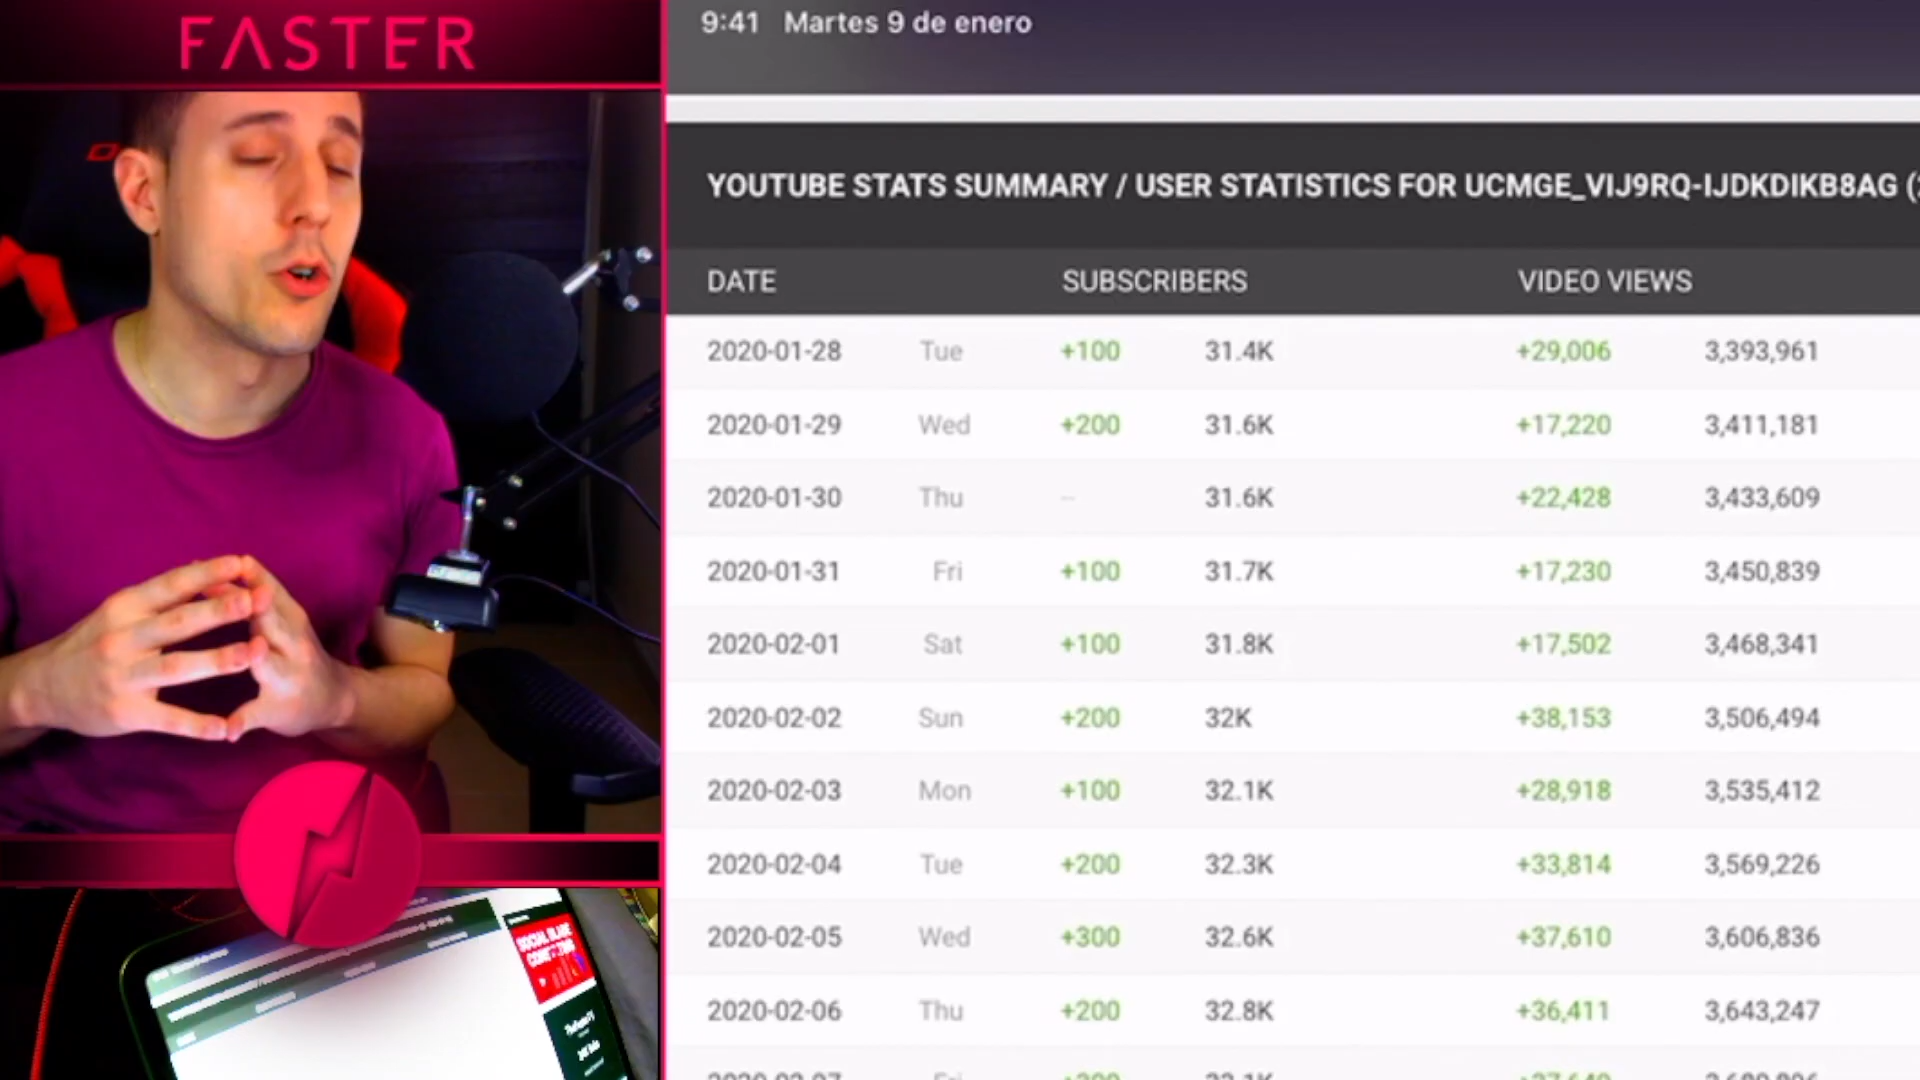 FASTER
9:41 Martes 9 de enero
YOUTUBE STATS SUMMARY / USER STATISTICS FOR UCMGE_VIJ9RQ-IJDKDIKB8AG (
DATE SUBSCRIBERS VIDEO VIEWS
2020-01-28 Tue +100 31.4K +29,006 3,393,961
2020-01-29 Wed +200 31.6K +17,220 3,411,181
2020-01-30 Thu -- 31.6K +22,428 3,433,609
2020-01-31 Fri +100 31.7K +17,230 3,450,839
2020-02-01 Sat +100 31.8K +17,502 3,468,341
2020-02-02 Sun +200 32K +38,153 3,506,494
2020-02-03 Mon +100 32.1K +28,918 3,535,412
2020-02-04 Tue +200 32.3K +33,814 3,569,226
2020-02-05 Wed +300 32.6K +37,610 3,606,836
2020-02-06 Thu +200 32.8K +36,411 3,643,247
SOCIAL BLADE